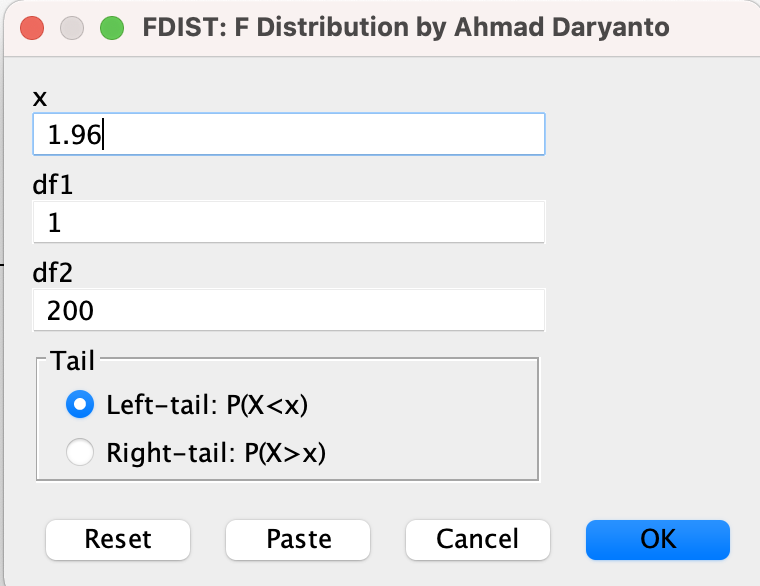 FDIST: F Distribution by Ahmad Daryanto
x
1.96
df1
1
df2
200
Tail
Left-tail: P(X<x)
Right-tail: P(X>x)
Reset Paste Cancel OK